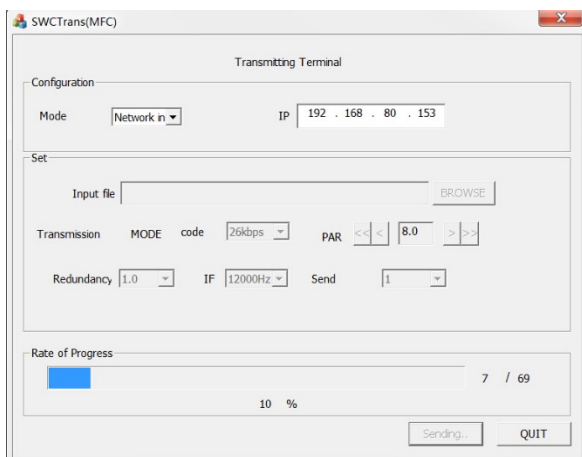 SWCTrans(MFC)
Transmitting Terminal
Configuration
Mode Network in IP 192 . 168 . 80 . 153
Set
Input file BROWSE
Transmission MODE code 26kbps PAR << < 8.0 > >>
Redundancy 1.0 IF 12000Hz Send 1
Rate of Progress
7 / 69
10 %
Sending.. QUIT